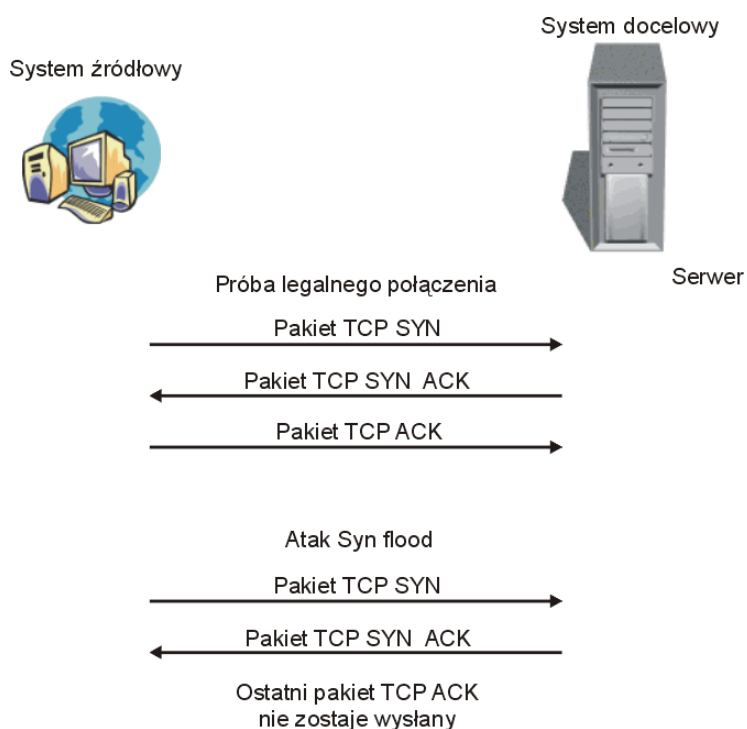 System docelowy
System źródłowy
Serwer
Próba legalnego połączenia
Pakiet TCP SYN
Pakiet TCP SYN ACK
Pakiet TCP ACK
Atak Syn flood
Pakiet TCP SYN
Pakiet TCP SYN ACK
Ostatni pakiet TCP ACK
nie zostaje wysłany